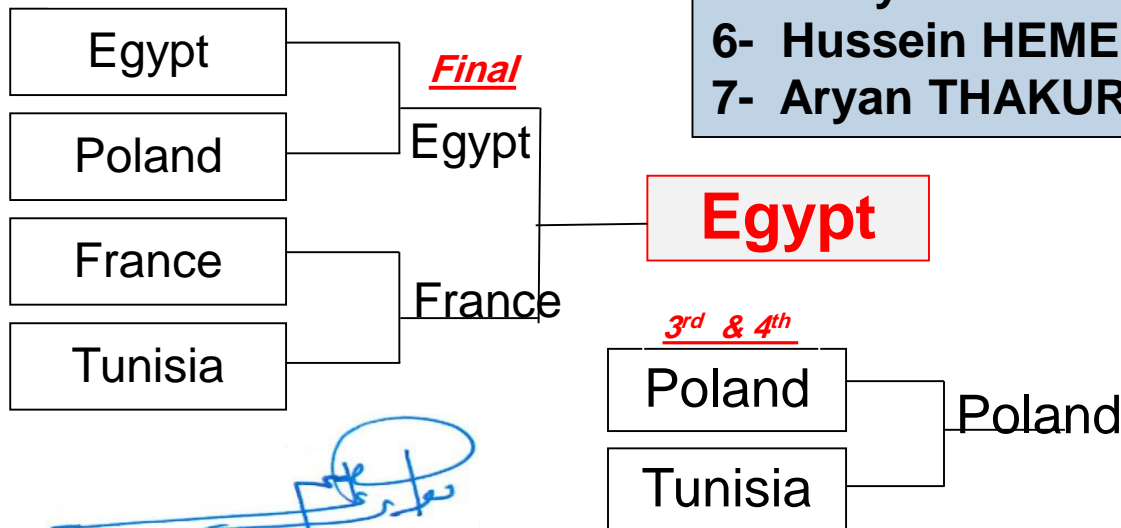 6- Hussein HEME
7- Aryan THAKUR
Egypt
Poland
France
Tunisia
Final
Egypt
France
Egypt
3rd & 4th
Poland
Tunisia
Poland